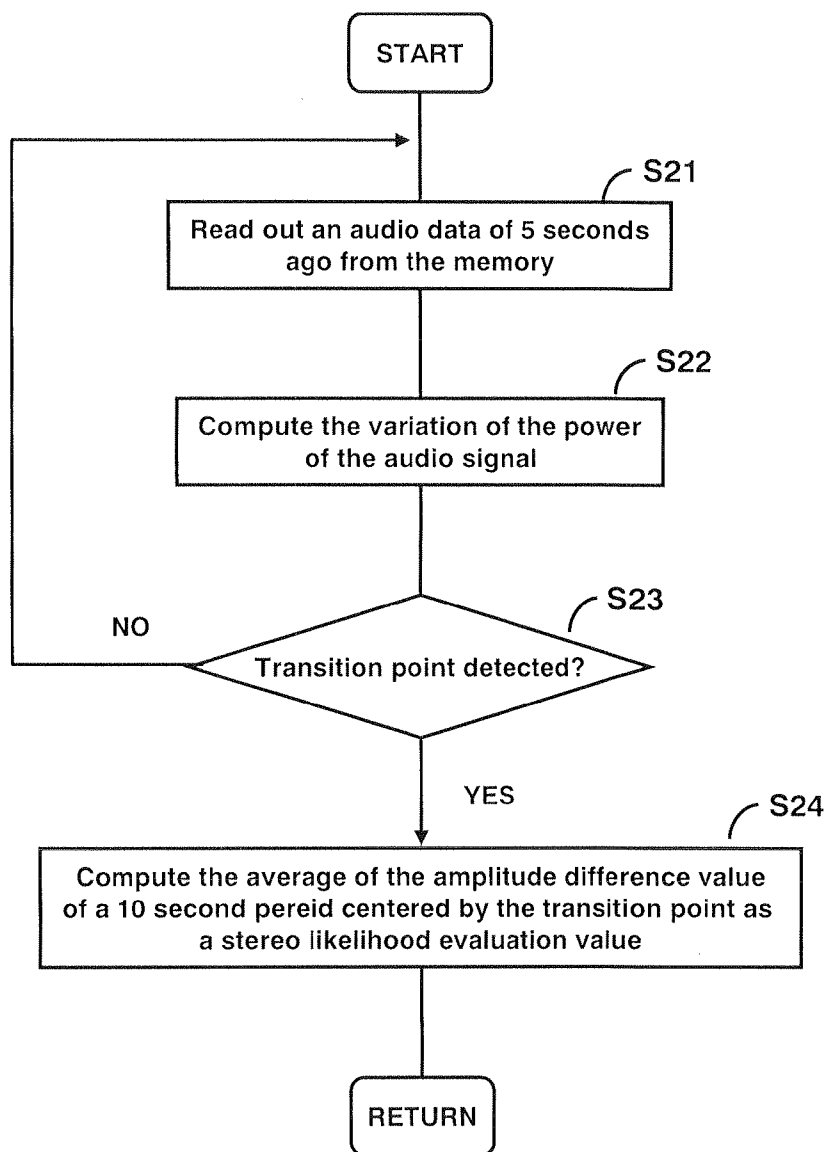 START
S21
Read out an audio data of 5 seconds
ago from the memory
S22
Compute the variation of the power
of the audio signal
S23
NO
Transition point detected?
YES
S24
Compute the average of the amplitude difference value
of a 10 second pereid centered by the transition point as
a stereo likelihood evaluation value
RETURN